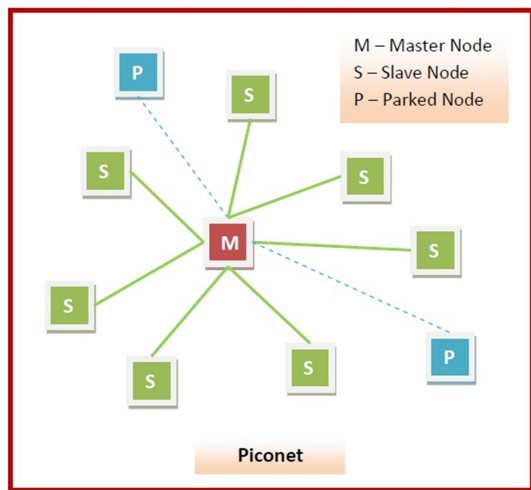 M – Master Node
S – Slave Node
P – Parked Node
P
S
S
S
M
S
S
P
S
S
Piconet